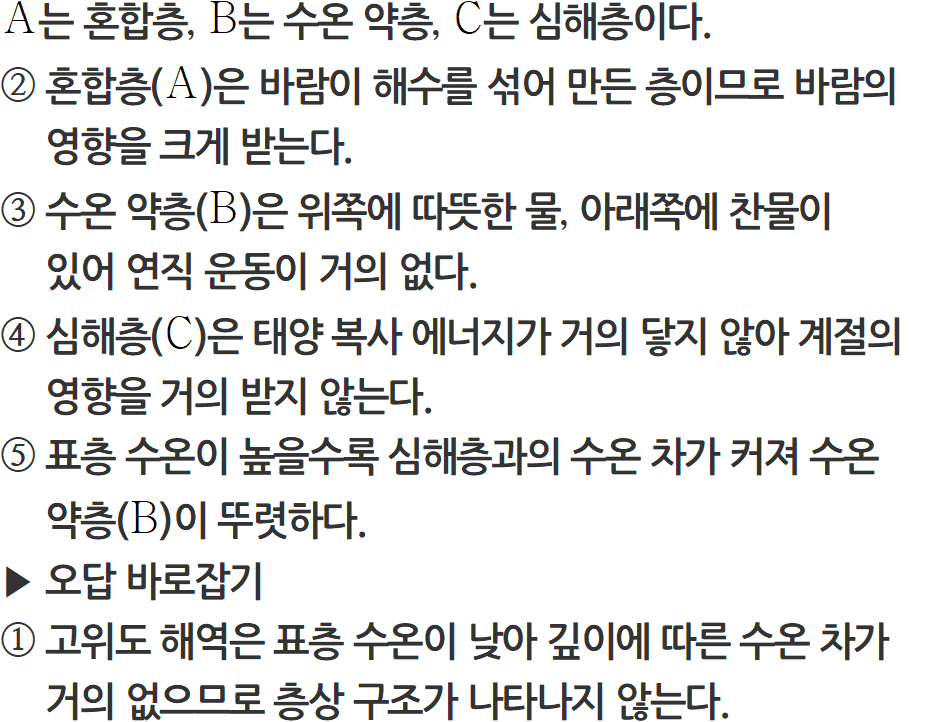 A는 혼합층, B는 수온 약층, C는 심해층이다.
② 혼합층(A)은 바람이 해수를 섞어 만든 층이므로 바람의
영향을 크게 받는다.
③ 수온 약층(B)은 위쪽에 따뜻한 물, 아래쪽에 찬물이
있어 연직 운동이 거의 없다.
④ 심해층(C)은 태양 복사 에너지가 거의 닿지 않아 계절의
영향을 거의 받지 않는다.
⑤ 표층 수온이 높을수록 심해층과의 수온 차가 커져 수온
약층(B)이 뚜렷하다.
▶ 오답 바로잡기
① 고위도 해역은 표층 수온이 낮아 깊이에 따른 수온 차가
거의 없으므로 층상 구조가 나타나지 않는다.